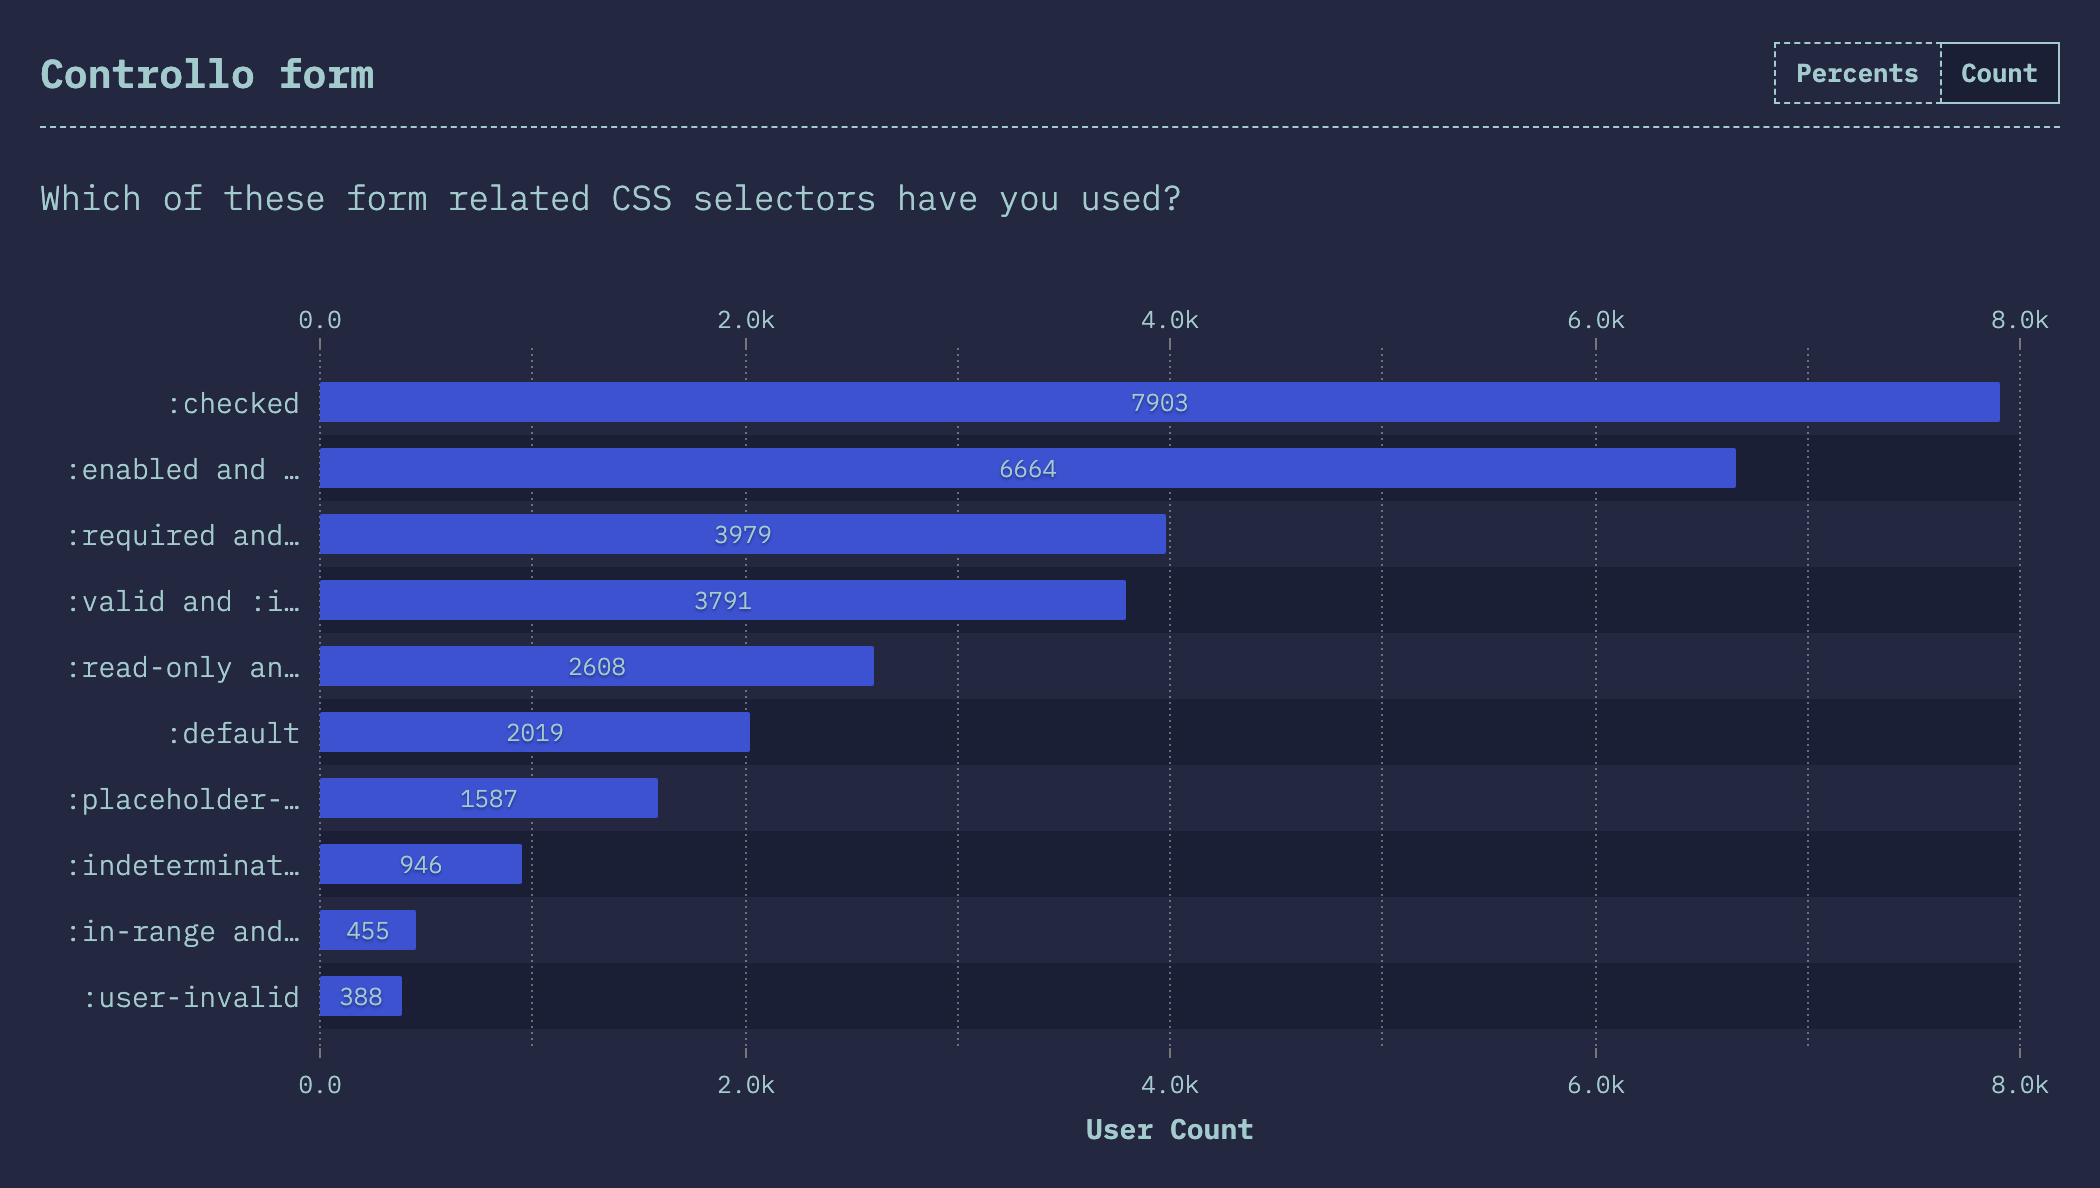 Controllo form
Percents Count
Which of these form related CSS selectors have you used?
0.0 2.0k 4.0k 6.0k 8.0k
:checked 7903
:enabled and … 6664
:required and… 3979
:valid and :i… 3791
:read-only an… 2608
:default 2019
:placeholder-… 1587
:indeterminat… 946
:in-range and… 455
:user-invalid 388
0.0 2.0k 4.0k 6.0k 8.0k
User Count